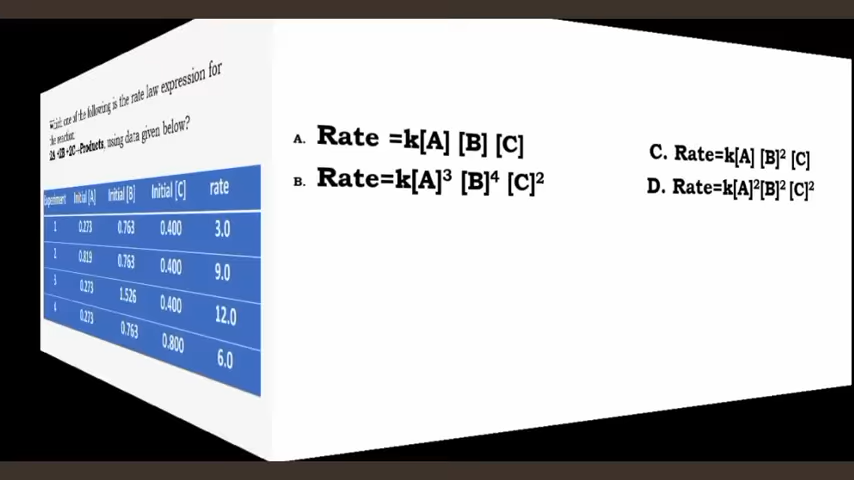 Which one of the following is the rate law expression for
the reaction:
2A +2B +2C→Products, using data given below?
Experiment Initial [A] Initial [B] Initial [C] rate
1 0.273 0.763 0.400 3.0
2 0.819 0.763 0.400 9.0
3 0.273 1.526 0.400 12.0
4 0.273 0.763 0.800 6.0
A. Rate =k[A] [B] [C]
B. Rate=k[A]³ [B]⁴ [C]²
C. Rate=k[A] [B]² [C]
D. Rate=k[A]²[B]² [C]²